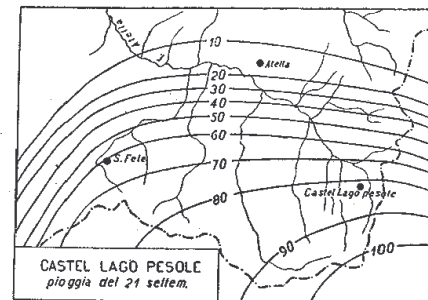 10
T. Atella
Atella
20
30
40
50
60
S. Fele
70
Castel Lago pesole
80
90
100
CASTEL LAGO PESOLE
pioggia del 21 settem.